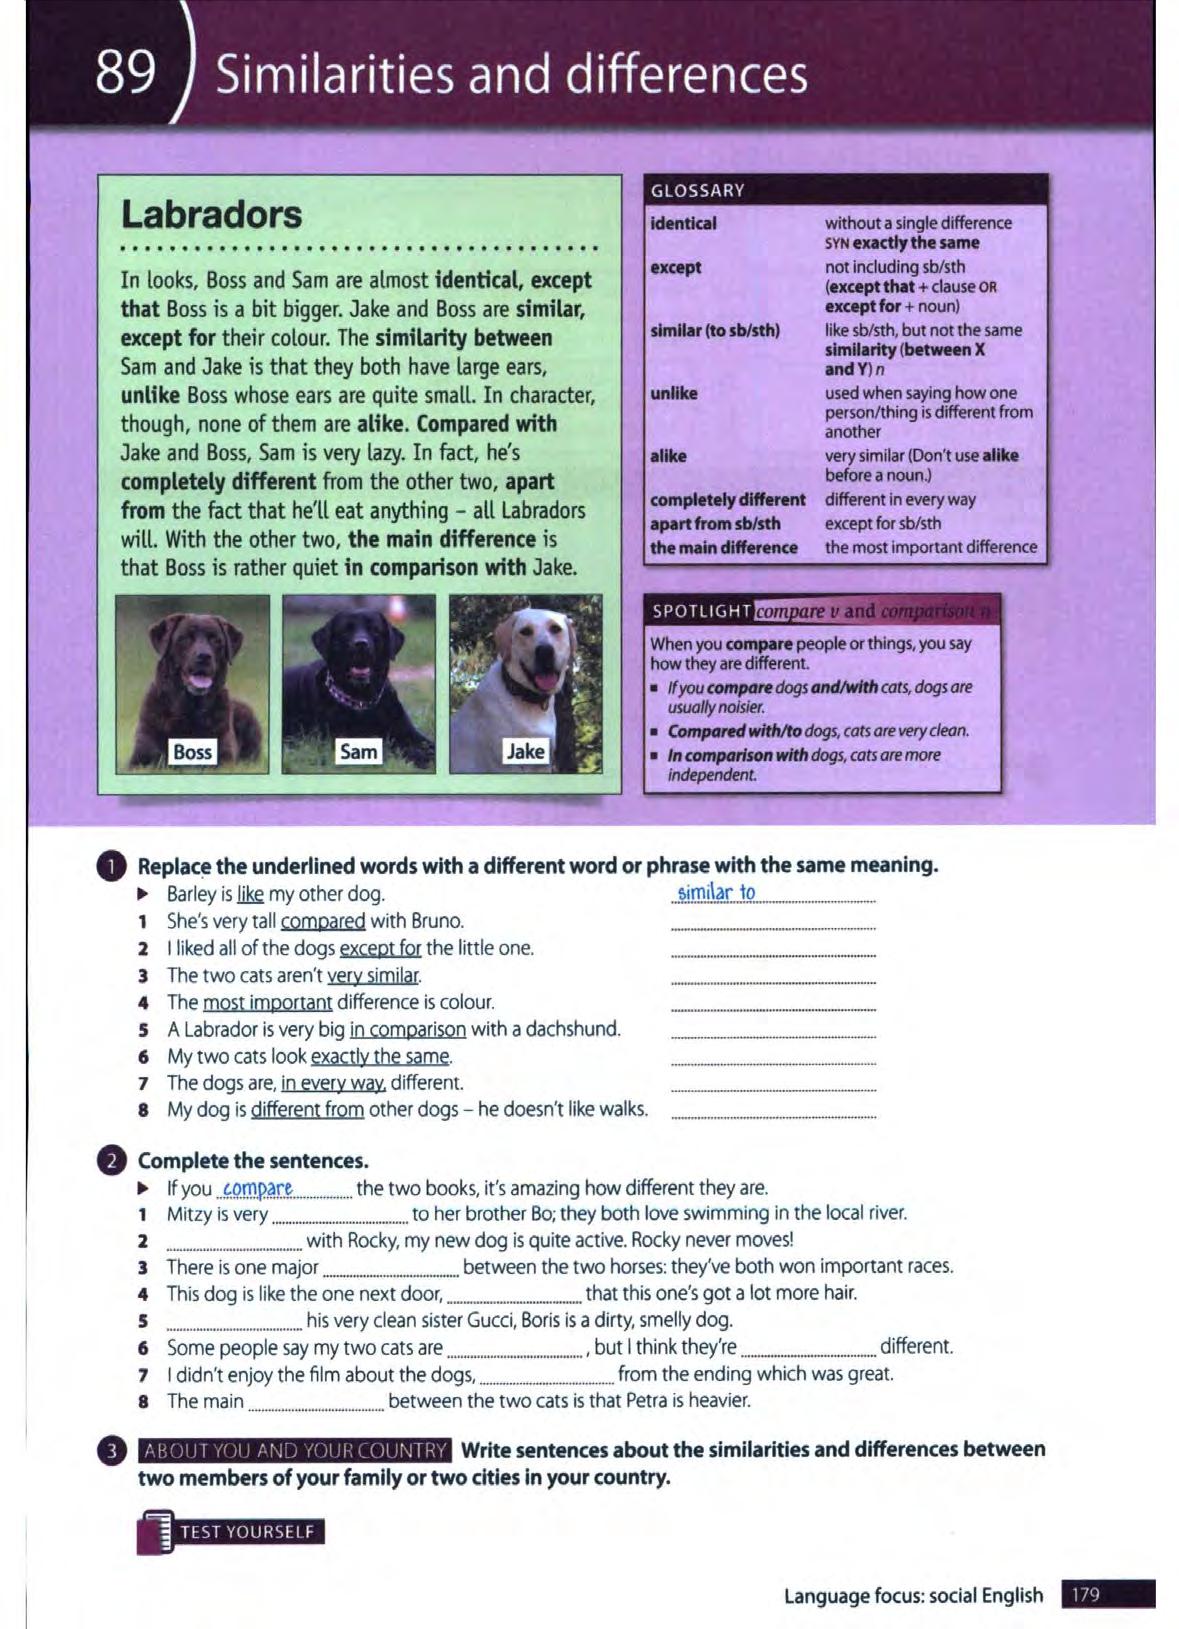 89 Similarities and differences
Labradors
In looks, Boss and Sam are almost identical, except
that Boss is a bit bigger. Jake and Boss are similar,
except for their colour. The similarity between
Sam and Jake is that they both have large ears,
unlike Boss whose ears are quite small. In character,
though, none of them are alike. Compared with
Jake and Boss, Sam is very lazy. In fact, he's
completely different from the other two, apart
from the fact that he'll eat anything – all Labradors
will. With the other two, the main difference is
that Boss is rather quiet in comparison with Jake.
Boss
Sam
Jake
GLOSSARY
identical without a single difference
SYN exactly the same
except not including sb/sth
(except that + clause OR
except for + noun)
similar (to sb/sth) like sb/sth, but not the same
similarity (between X
and Y) n
unlike used when saying how one
person/thing is different from
another
alike very similar (Don't use alike
before a noun.)
completely different different in every way
apart from sb/sth except for sb/sth
the main difference the most important difference
SPOTLIGHT compare v and comparison n
When you compare people or things, you say
how they are different.
▪ If you compare dogs and/with cats, dogs are
usually noisier.
▪ Compared with/to dogs, cats are very clean.
▪ In comparison with dogs, cats are more
independent.
1 Replace the underlined words with a different word or phrase with the same meaning.
▶ Barley is like my other dog. similar to
1 She's very tall compared with Bruno.
2 I liked all of the dogs except for the little one.
3 The two cats aren't very similar.
4 The most important difference is colour.
5 A Labrador is very big in comparison with a dachshund.
6 My two cats look exactly the same.
7 The dogs are, in every way, different.
8 My dog is different from other dogs – he doesn't like walks.
2 Complete the sentences.
▶ If you compare the two books, it's amazing how different they are.
1 Mitzy is very ........ to her brother Bo; they both love swimming in the local river.
2 ........ with Rocky, my new dog is quite active. Rocky never moves!
3 There is one major ........ between the two horses: they've both won important races.
4 This dog is like the one next door, ........ that this one's got a lot more hair.
5 ........ his very clean sister Gucci, Boris is a dirty, smelly dog.
6 Some people say my two cats are ........ , but I think they're ........ different.
7 I didn't enjoy the film about the dogs, ........ from the ending which was great.
8 The main ........ between the two cats is that Petra is heavier.
3 ABOUT YOU AND YOUR COUNTRY Write sentences about the similarities and differences between
two members of your family or two cities in your country.
TEST YOURSELF
Language focus: social English 179